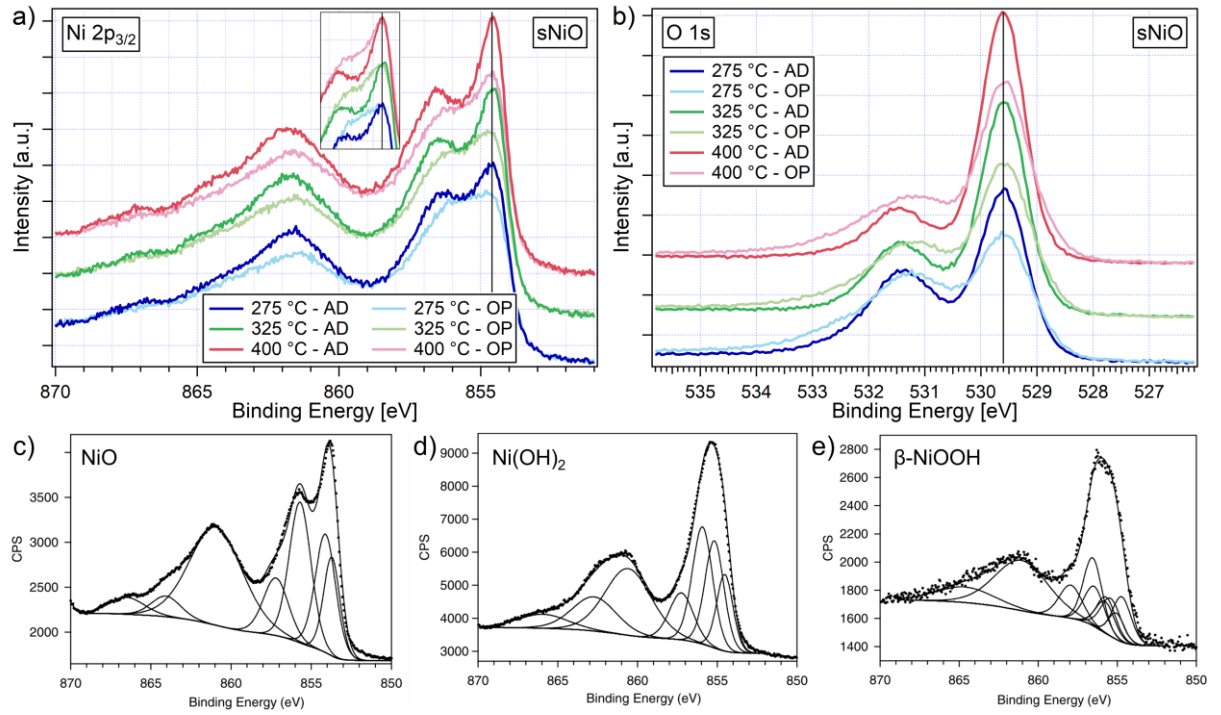 a)
Ni 2p3/2
sNiO
Intensity [a.u.]
275 °C - AD
325 °C - AD
400 °C - AD
275 °C - OP
325 °C - OP
400 °C - OP
870
865
860
855
Binding Energy [eV]
b)
O 1s
sNiO
275 °C - AD
275 °C - OP
325 °C - AD
325 °C - OP
400 °C - AD
400 °C - OP
Intensity [a.u.]
535
534
533
532
531
530
529
528
527
Binding Energy [eV]
c)
NiO
CPS
3500
3000
2500
2000
870
865
860
855
850
Binding Energy (eV)
d)
Ni(OH)2
CPS
10000
9000
8000
7000
6000
5000
4000
3000
870
865
860
855
850
Binding Energy (eV)
e)
β-NiOOH
CPS
2800
2600
2400
2200
2000
1800
1600
1400
870
865
860
855
850
Binding Energy (eV)